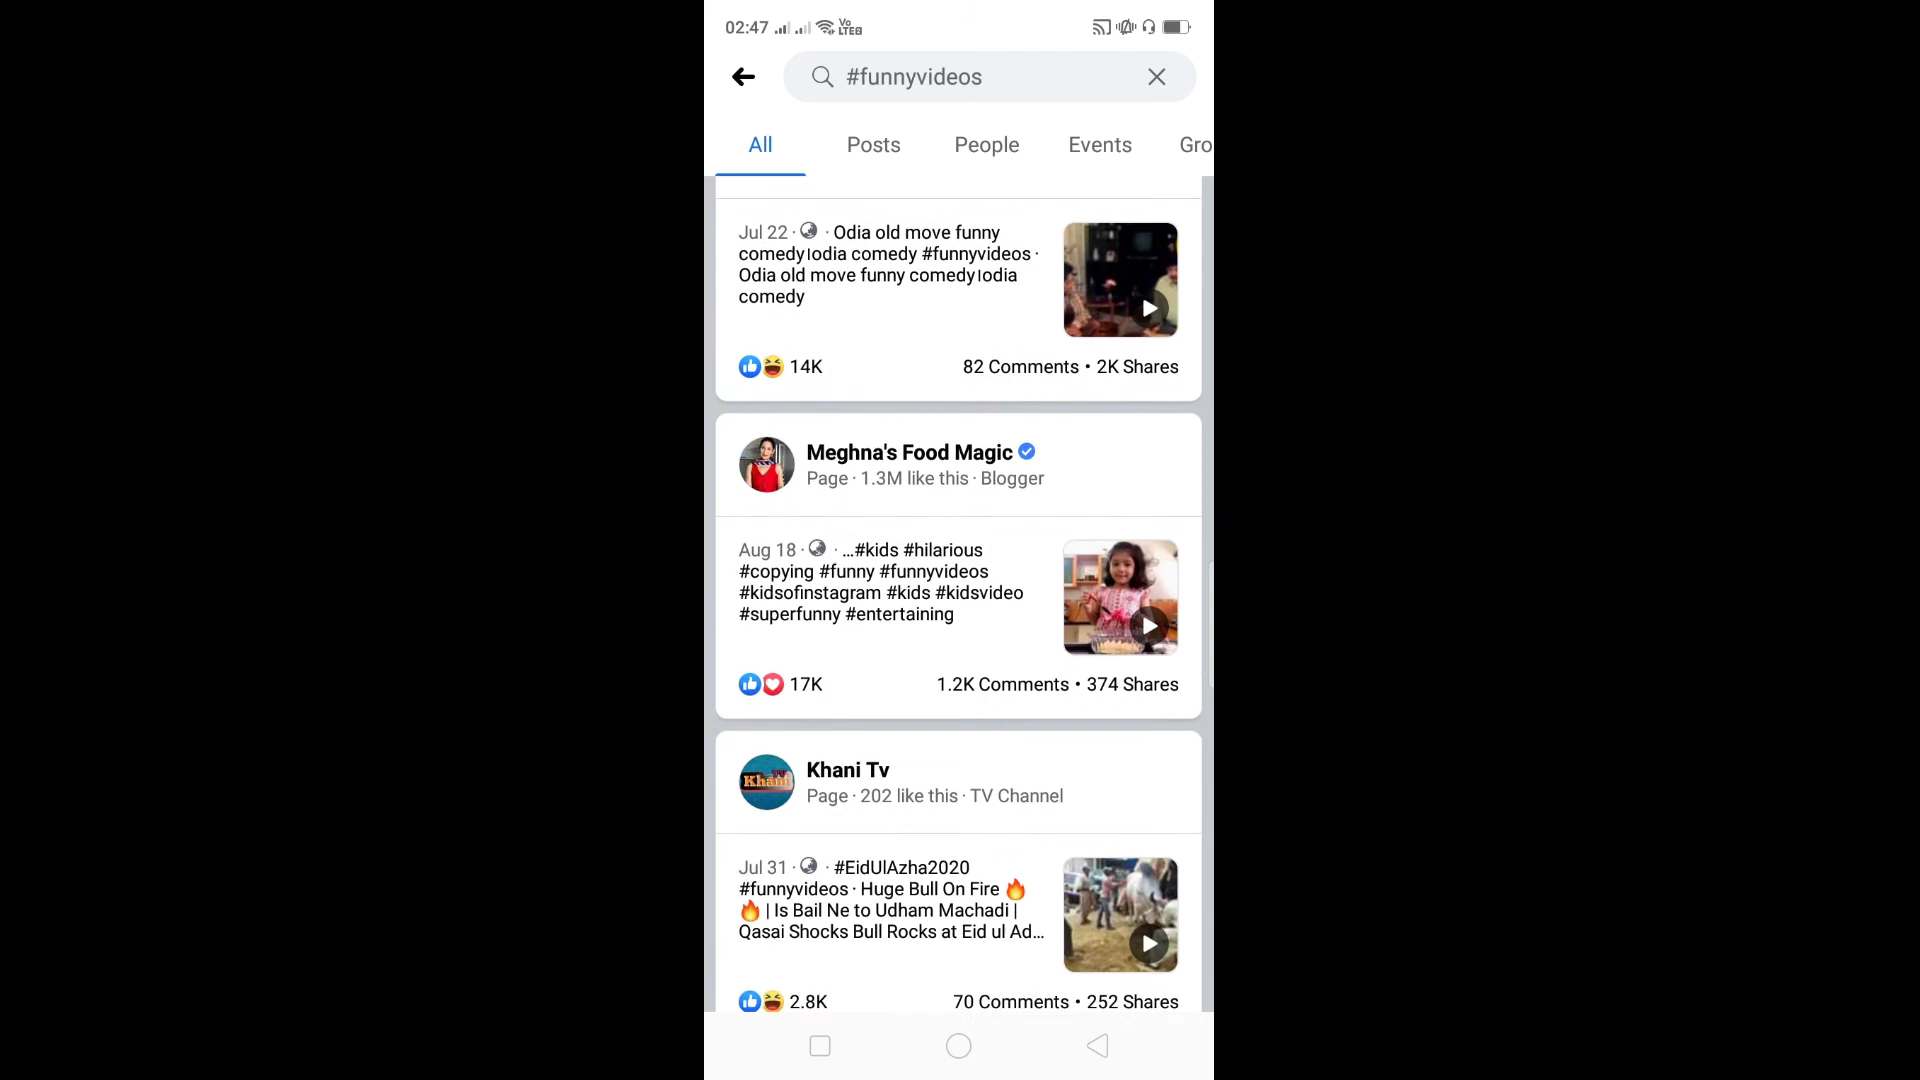 02:47 Vo LTE2
#funnyvideos
All Posts People Events Gro
Jul 22 · · Odia old move funny
comedy।odia comedy #funnyvideos ·
Odia old move funny comedy।odia
comedy
14K 82 Comments • 2K Shares
Meghna's Food Magic
Page · 1.3M like this · Blogger
Aug 18 · · ...#kids #hilarious
#copying #funny #funnyvideos
#kidsofinstagram #kids #kidsvideo
#superfunny #entertaining
17K 1.2K Comments • 374 Shares
Khani TV
Khani Tv
Page · 202 like this · TV Channel
Jul 31 · · #EidUlAzha2020
#funnyvideos · Huge Bull On Fire 🔥
🔥 | Is Bail Ne to Udham Machadi |
Qasai Shocks Bull Rocks at Eid ul Ad...
2.8K 70 Comments • 252 Shares